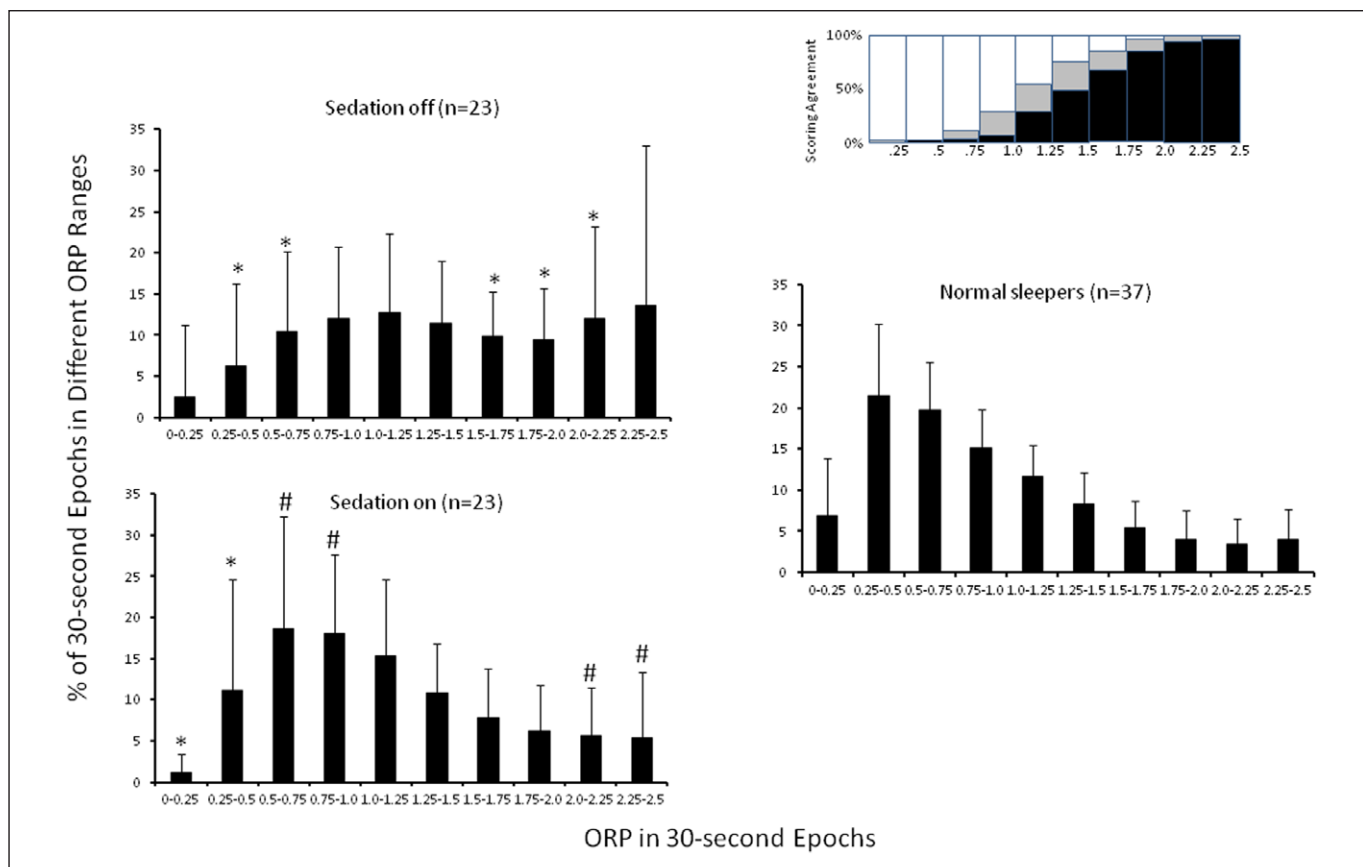 100%
50%
0%
Scoring Agreement
.25 .5 .75 1.0 1.25 1.5 1.75 2.0 2.25 2.5
% of 30-second Epochs in Different ORP Ranges
Sedation off (n=23)
35
30
25
20
15
10
5
0
* * * * *
0-0.25 0.25-0.5 0.5-0.75 0.75-1.0 1.0-1.25 1.25-1.5 1.5-1.75 1.75-2.0 2.0-2.25 2.25-2.5
Normal sleepers (n=37)
35
30
25
20
15
10
5
0
0-0.25 0.25-0.5 0.5-0.75 0.75-1.0 1.0-1.25 1.25-1.5 1.5-1.75 1.75-2.0 2.0-2.25 2.25-2.5
Sedation on (n=23)
35
30
25
20
15
10
5
0
* * # # # #
0-0.25 0.25-0.5 0.5-0.75 0.75-1.0 1.0-1.25 1.25-1.5 1.5-1.75 1.75-2.0 2.0-2.25 2.25-2.5
ORP in 30-second Epochs